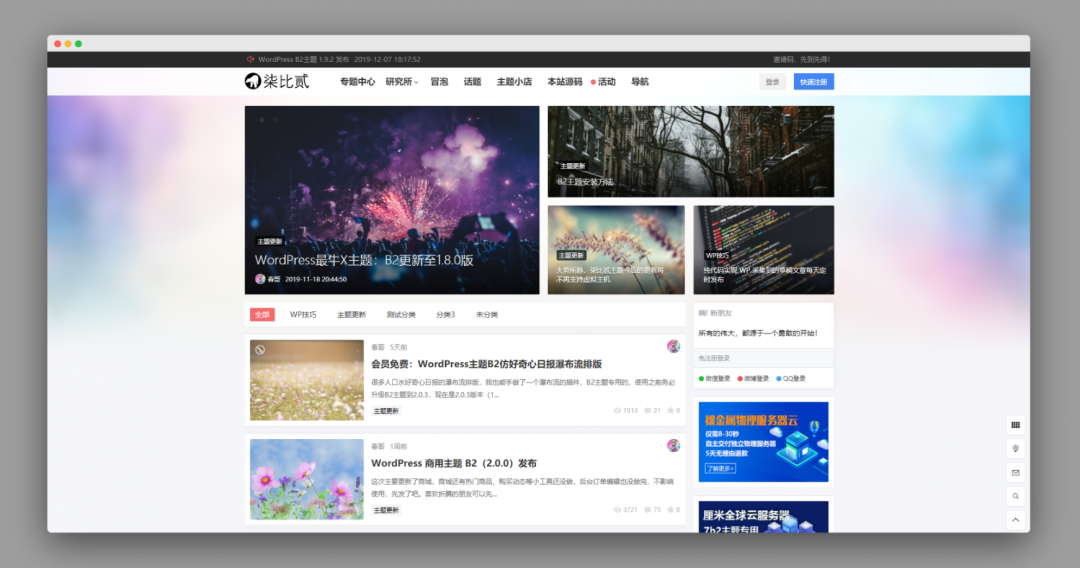 WordPress B2主题 1.9.2 发布 2019-12-07 18:17:52
邀请码，先到先得！
柒比贰
专题中心 研究所 冒泡 话题 主题小店 本站源码 活动 导航
登录 快速注册
主题更新
WordPress最牛X主题：B2更新至1.8.0版
春哥 2019-11-18 20:44:50
主题更新
B2主题安装方法
主题更新
大势所趋，柒比贰主题今后的更新将
不再支持虚拟主机
WP技巧
纯代码实现 WP 采集到的草稿文章每天定
时发布
全部 WP技巧 主题更新 测试分类 分类3 未分类
春哥 5天前
会员免费：WordPress主题B2仿好奇心日报瀑布流排版
很多人口水好奇心日报的瀑布流排版，我也顺手做了一个瀑布流的插件，B2主题专用的，使用之前务必
升级B2主题到2.0.3，现在是2.0.3版本（1...
主题更新
1913 21 0
春哥 1周前
WordPress 商用主题 B2（2.0.0）发布
这次主要更新了商城，商城还有热门商品，购买动态等小工具还没做，后台订单编辑也没做完，不影响
使用，先发了吧。喜欢折腾的朋友可以先...
主题更新
3721 75 0
嗨！新朋友
所有的伟大，都源于一个勇敢的开始！
免注册登录
微信登录 微博登录 QQ登录
裸金属物理服务器云
仅需8-30秒
自主交付独立物理服务器
5天无理由退款
了解更多»
厘米全球云服务器
7b2主题专用